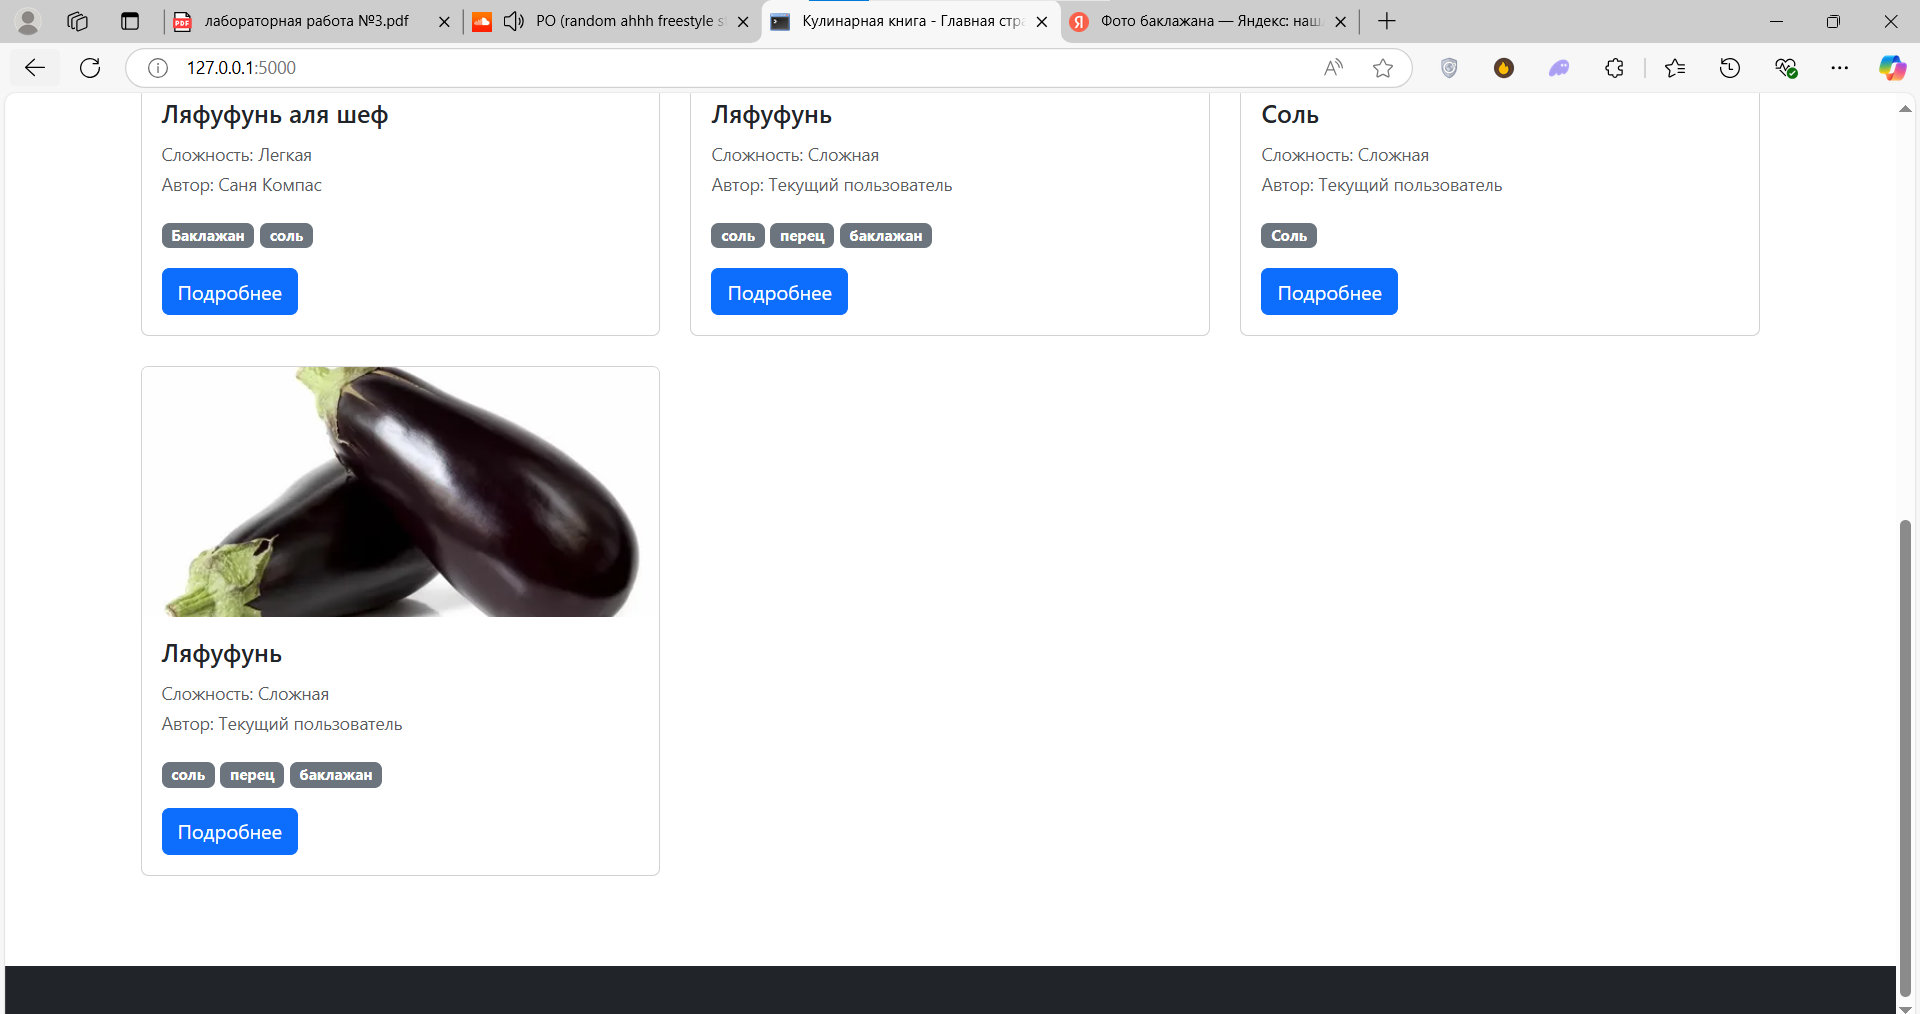 лабораторная работа №3.pdf
PO (random ahhh freestyle s
Кулинарная книга - Главная стра
Фото баклажана — Яндекс: наш
127.0.0.1:5000
Ляфуфунь аля шеф
Сложность: Легкая
Автор: Саня Компас
Баклажан соль
Подробнее
Ляфуфунь
Сложность: Сложная
Автор: Текущий пользователь
соль перец баклажан
Подробнее
Соль
Сложность: Сложная
Автор: Текущий пользователь
Соль
Подробнее
Ляфуфунь
Сложность: Сложная
Автор: Текущий пользователь
соль перец баклажан
Подробнее